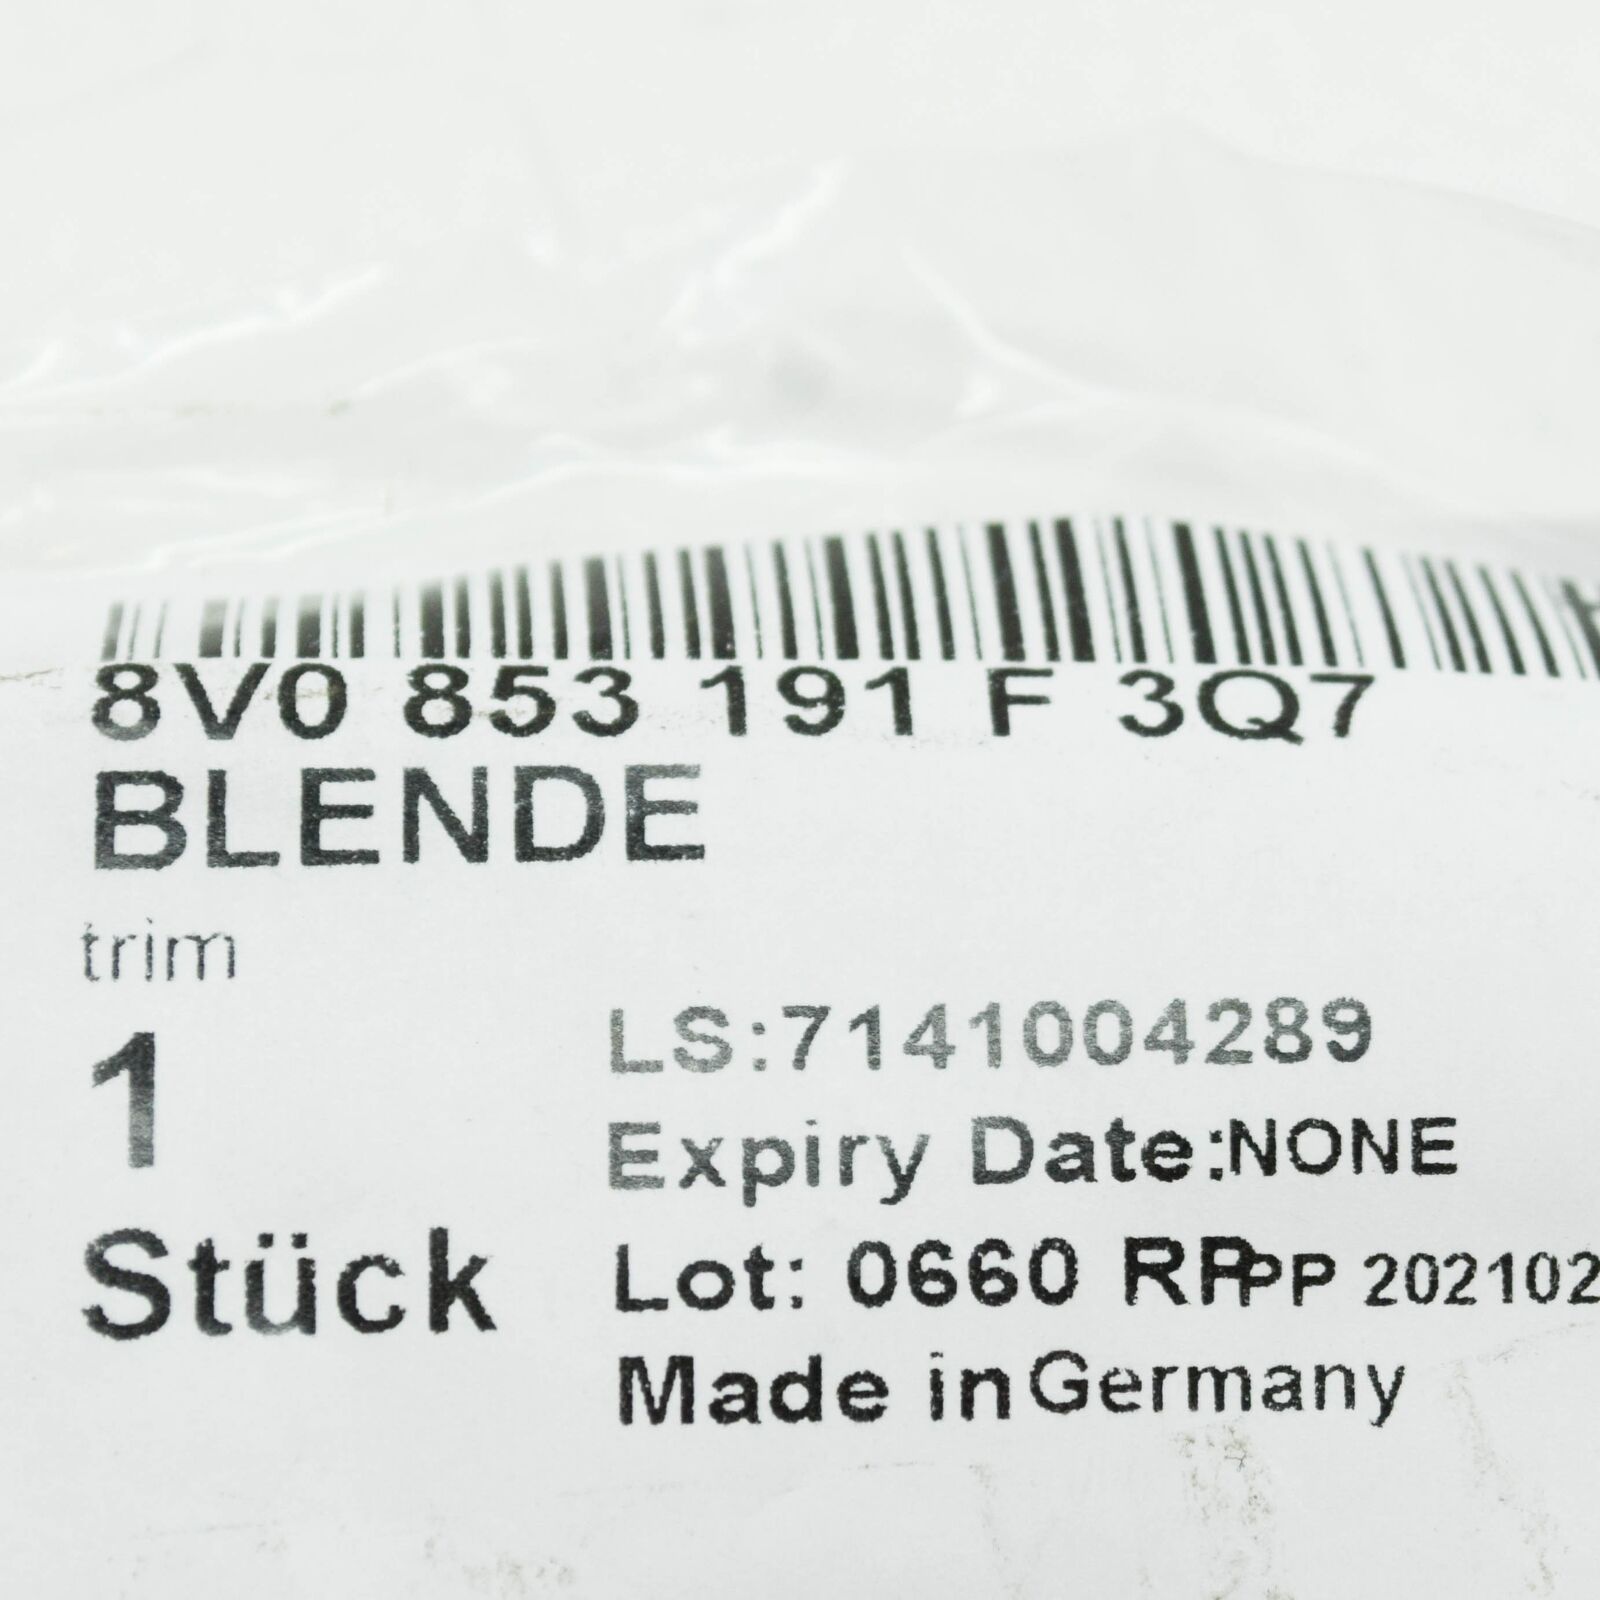 8V0 853 191 F 3Q7
BLENDE
trim
1
Stück
LS:7141004289
Expiry Date:NONE
Lot: 0660 RP PP 202102
Made in Germany